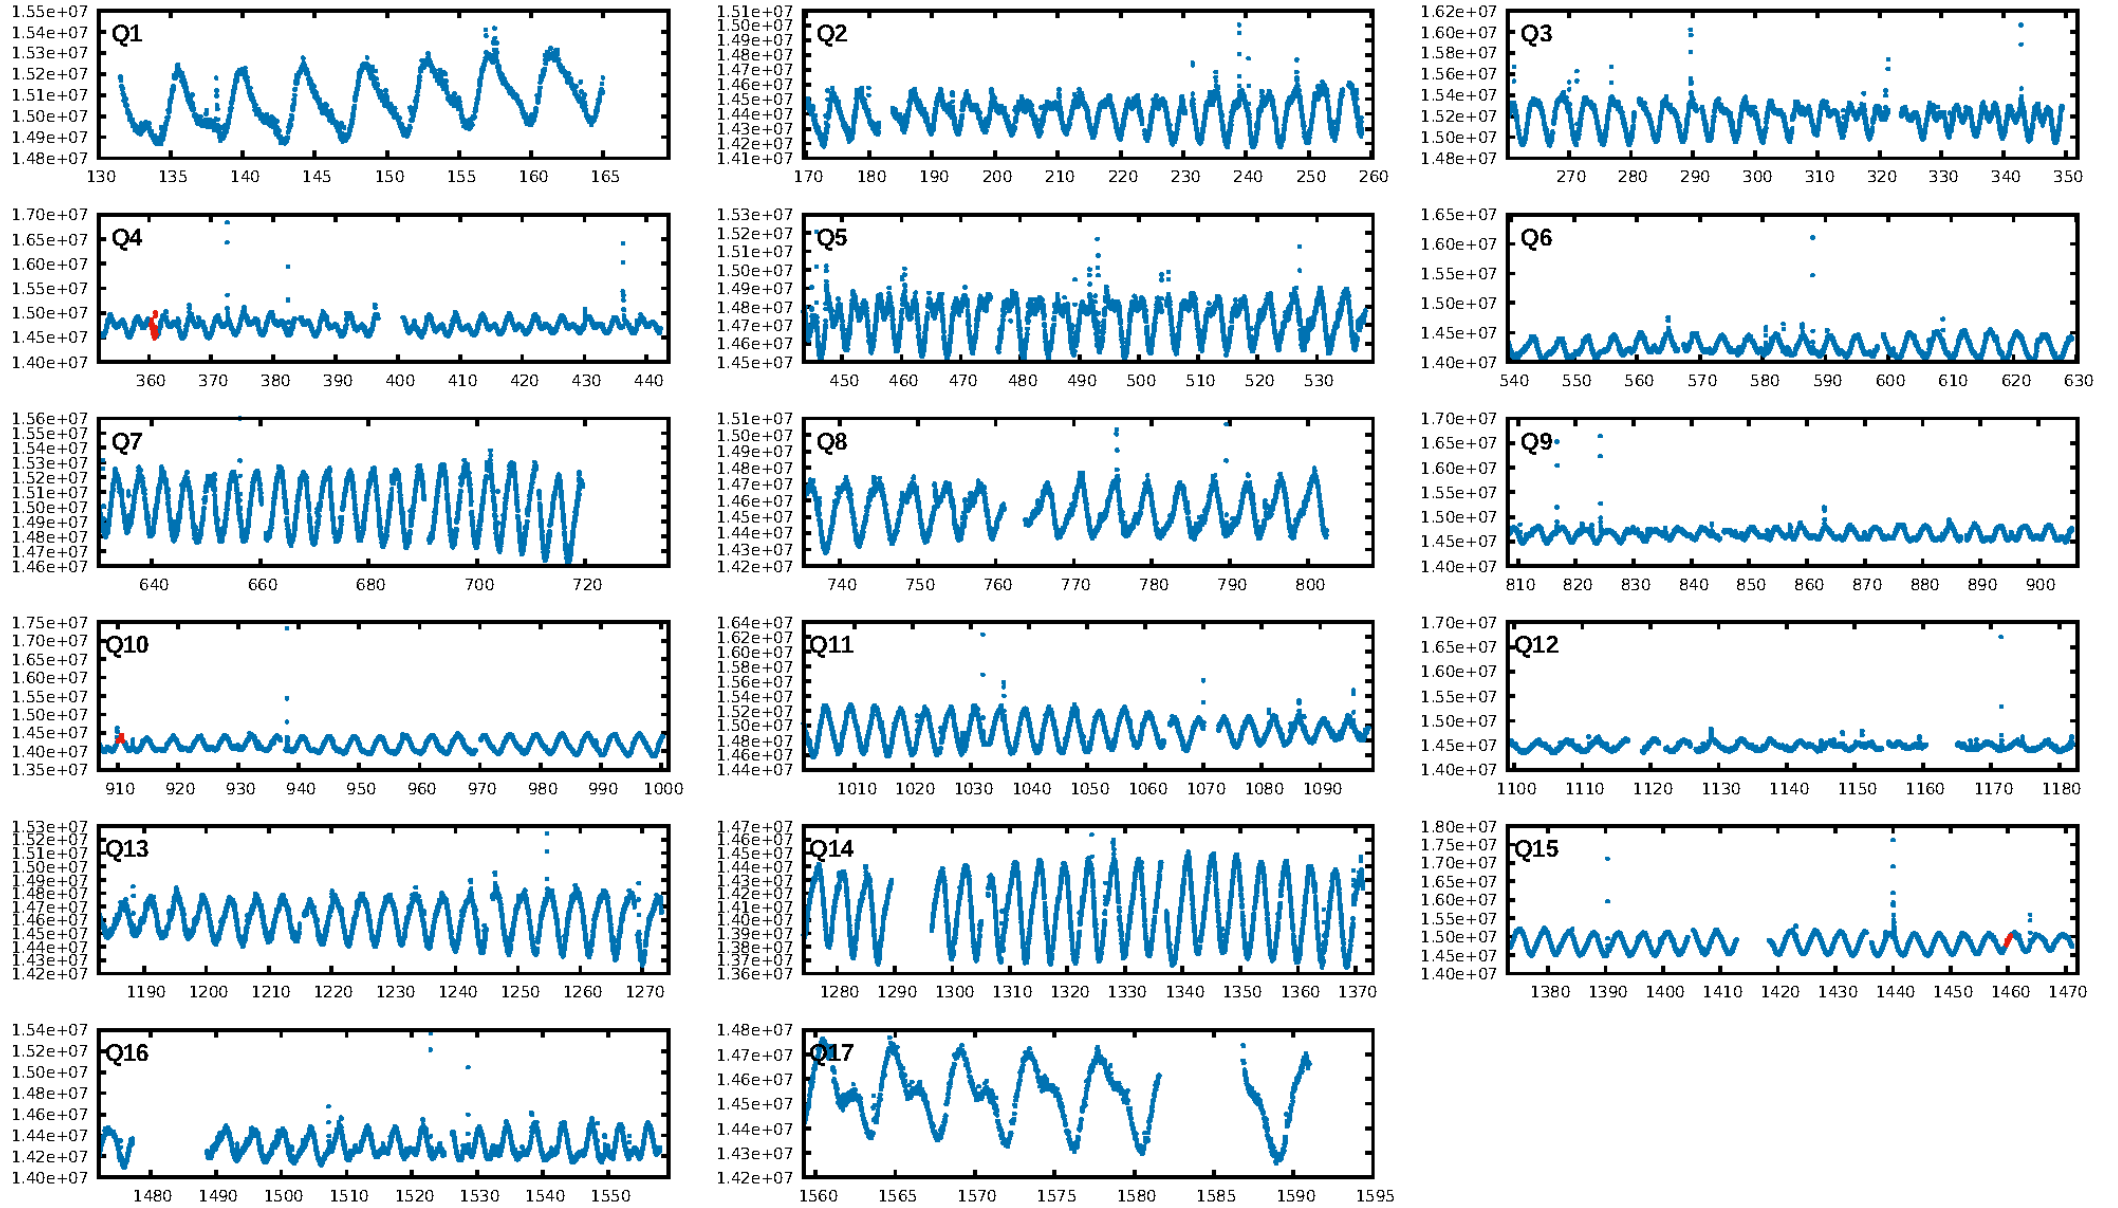 1.55e+07
1.54e+07
Q1
1.53e+07
1.52e+07
1.51e+07
1.50e+07
1.49e+07
1.48e+07
130 135 140 145 150 155 160 165
1.51e+07
1.50e+07
Q2
1.49e+07
1.48e+07
1.47e+07
1.46e+07
1.45e+07
1.44e+07
1.43e+07
1.42e+07
1.41e+07
170 180 190 200 210 220 230 240 250 260
1.62e+07
1.60e+07
Q3
1.58e+07
1.56e+07
1.54e+07
1.52e+07
1.50e+07
1.48e+07
270 280 290 300 310 320 330 340 350
1.70e+07
Q4
1.65e+07
1.60e+07
1.55e+07
1.50e+07
1.45e+07
1.40e+07
360 370 380 390 400 410 420 430 440
1.53e+07
1.52e+07
Q5
1.51e+07
1.50e+07
1.49e+07
1.48e+07
1.47e+07
1.46e+07
1.45e+07
450 460 470 480 490 500 510 520 530
1.65e+07
Q6
1.60e+07
1.55e+07
1.50e+07
1.45e+07
1.40e+07
540 550 560 570 580 590 600 610 620 630
1.56e+07
1.55e+07
Q7
1.54e+07
1.53e+07
1.52e+07
1.51e+07
1.50e+07
1.49e+07
1.48e+07
1.47e+07
1.46e+07
640 660 680 700 720
1.51e+07
1.50e+07
Q8
1.49e+07
1.48e+07
1.47e+07
1.46e+07
1.45e+07
1.44e+07
1.43e+07
1.42e+07
740 750 760 770 780 790 800
1.70e+07
Q9
1.65e+07
1.60e+07
1.55e+07
1.50e+07
1.45e+07
1.40e+07
810 820 830 840 850 860 870 880 890 900
1.75e+07
1.70e+07
Q10
1.65e+07
1.60e+07
1.55e+07
1.50e+07
1.45e+07
1.40e+07
1.35e+07
910 920 930 940 950 960 970 980 990 1000
1.64e+07
1.62e+07
Q11
1.60e+07
1.58e+07
1.56e+07
1.54e+07
1.52e+07
1.50e+07
1.48e+07
1.46e+07
1.44e+07
1010 1020 1030 1040 1050 1060 1070 1080 1090
1.70e+07
Q12
1.65e+07
1.60e+07
1.55e+07
1.50e+07
1.45e+07
1.40e+07
1100 1110 1120 1130 1140 1150 1160 1170 1180
1.53e+07
1.52e+07
Q13
1.51e+07
1.50e+07
1.49e+07
1.48e+07
1.47e+07
1.46e+07
1.45e+07
1.44e+07
1.43e+07
1.42e+07
1190 1200 1210 1220 1230 1240 1250 1260 1270
1.47e+07
1.46e+07
Q14
1.45e+07
1.44e+07
1.43e+07
1.42e+07
1.41e+07
1.40e+07
1.39e+07
1.38e+07
1.37e+07
1.36e+07
1280 1290 1300 1310 1320 1330 1340 1350 1360 1370
1.80e+07
1.75e+07
Q15
1.70e+07
1.65e+07
1.60e+07
1.55e+07
1.50e+07
1.45e+07
1.40e+07
1380 1390 1400 1410 1420 1430 1440 1450 1460 1470
1.54e+07
Q16
1.52e+07
1.50e+07
1.48e+07
1.46e+07
1.44e+07
1.42e+07
1.40e+07
1480 1490 1500 1510 1520 1530 1540 1550
1.48e+07
Q17
1.47e+07
1.46e+07
1.45e+07
1.44e+07
1.43e+07
1.42e+07
1560 1565 1570 1575 1580 1585 1590 1595